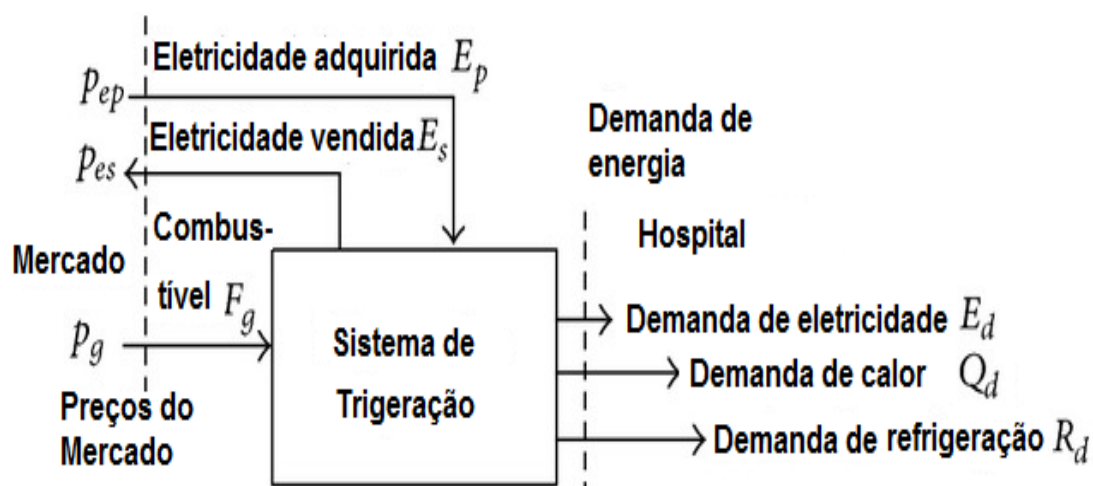 Eletricidade adquirida E_p
p_ep
Eletricidade vendida E_s
p_es
Demanda de
energia
Combus-
Hospital
Mercado
tível F_g
p_g
Sistema de
Trigeração
Demanda de eletricidade E_d
Demanda de calor Q_d
Demanda de refrigeração R_d
Preços do
Mercado